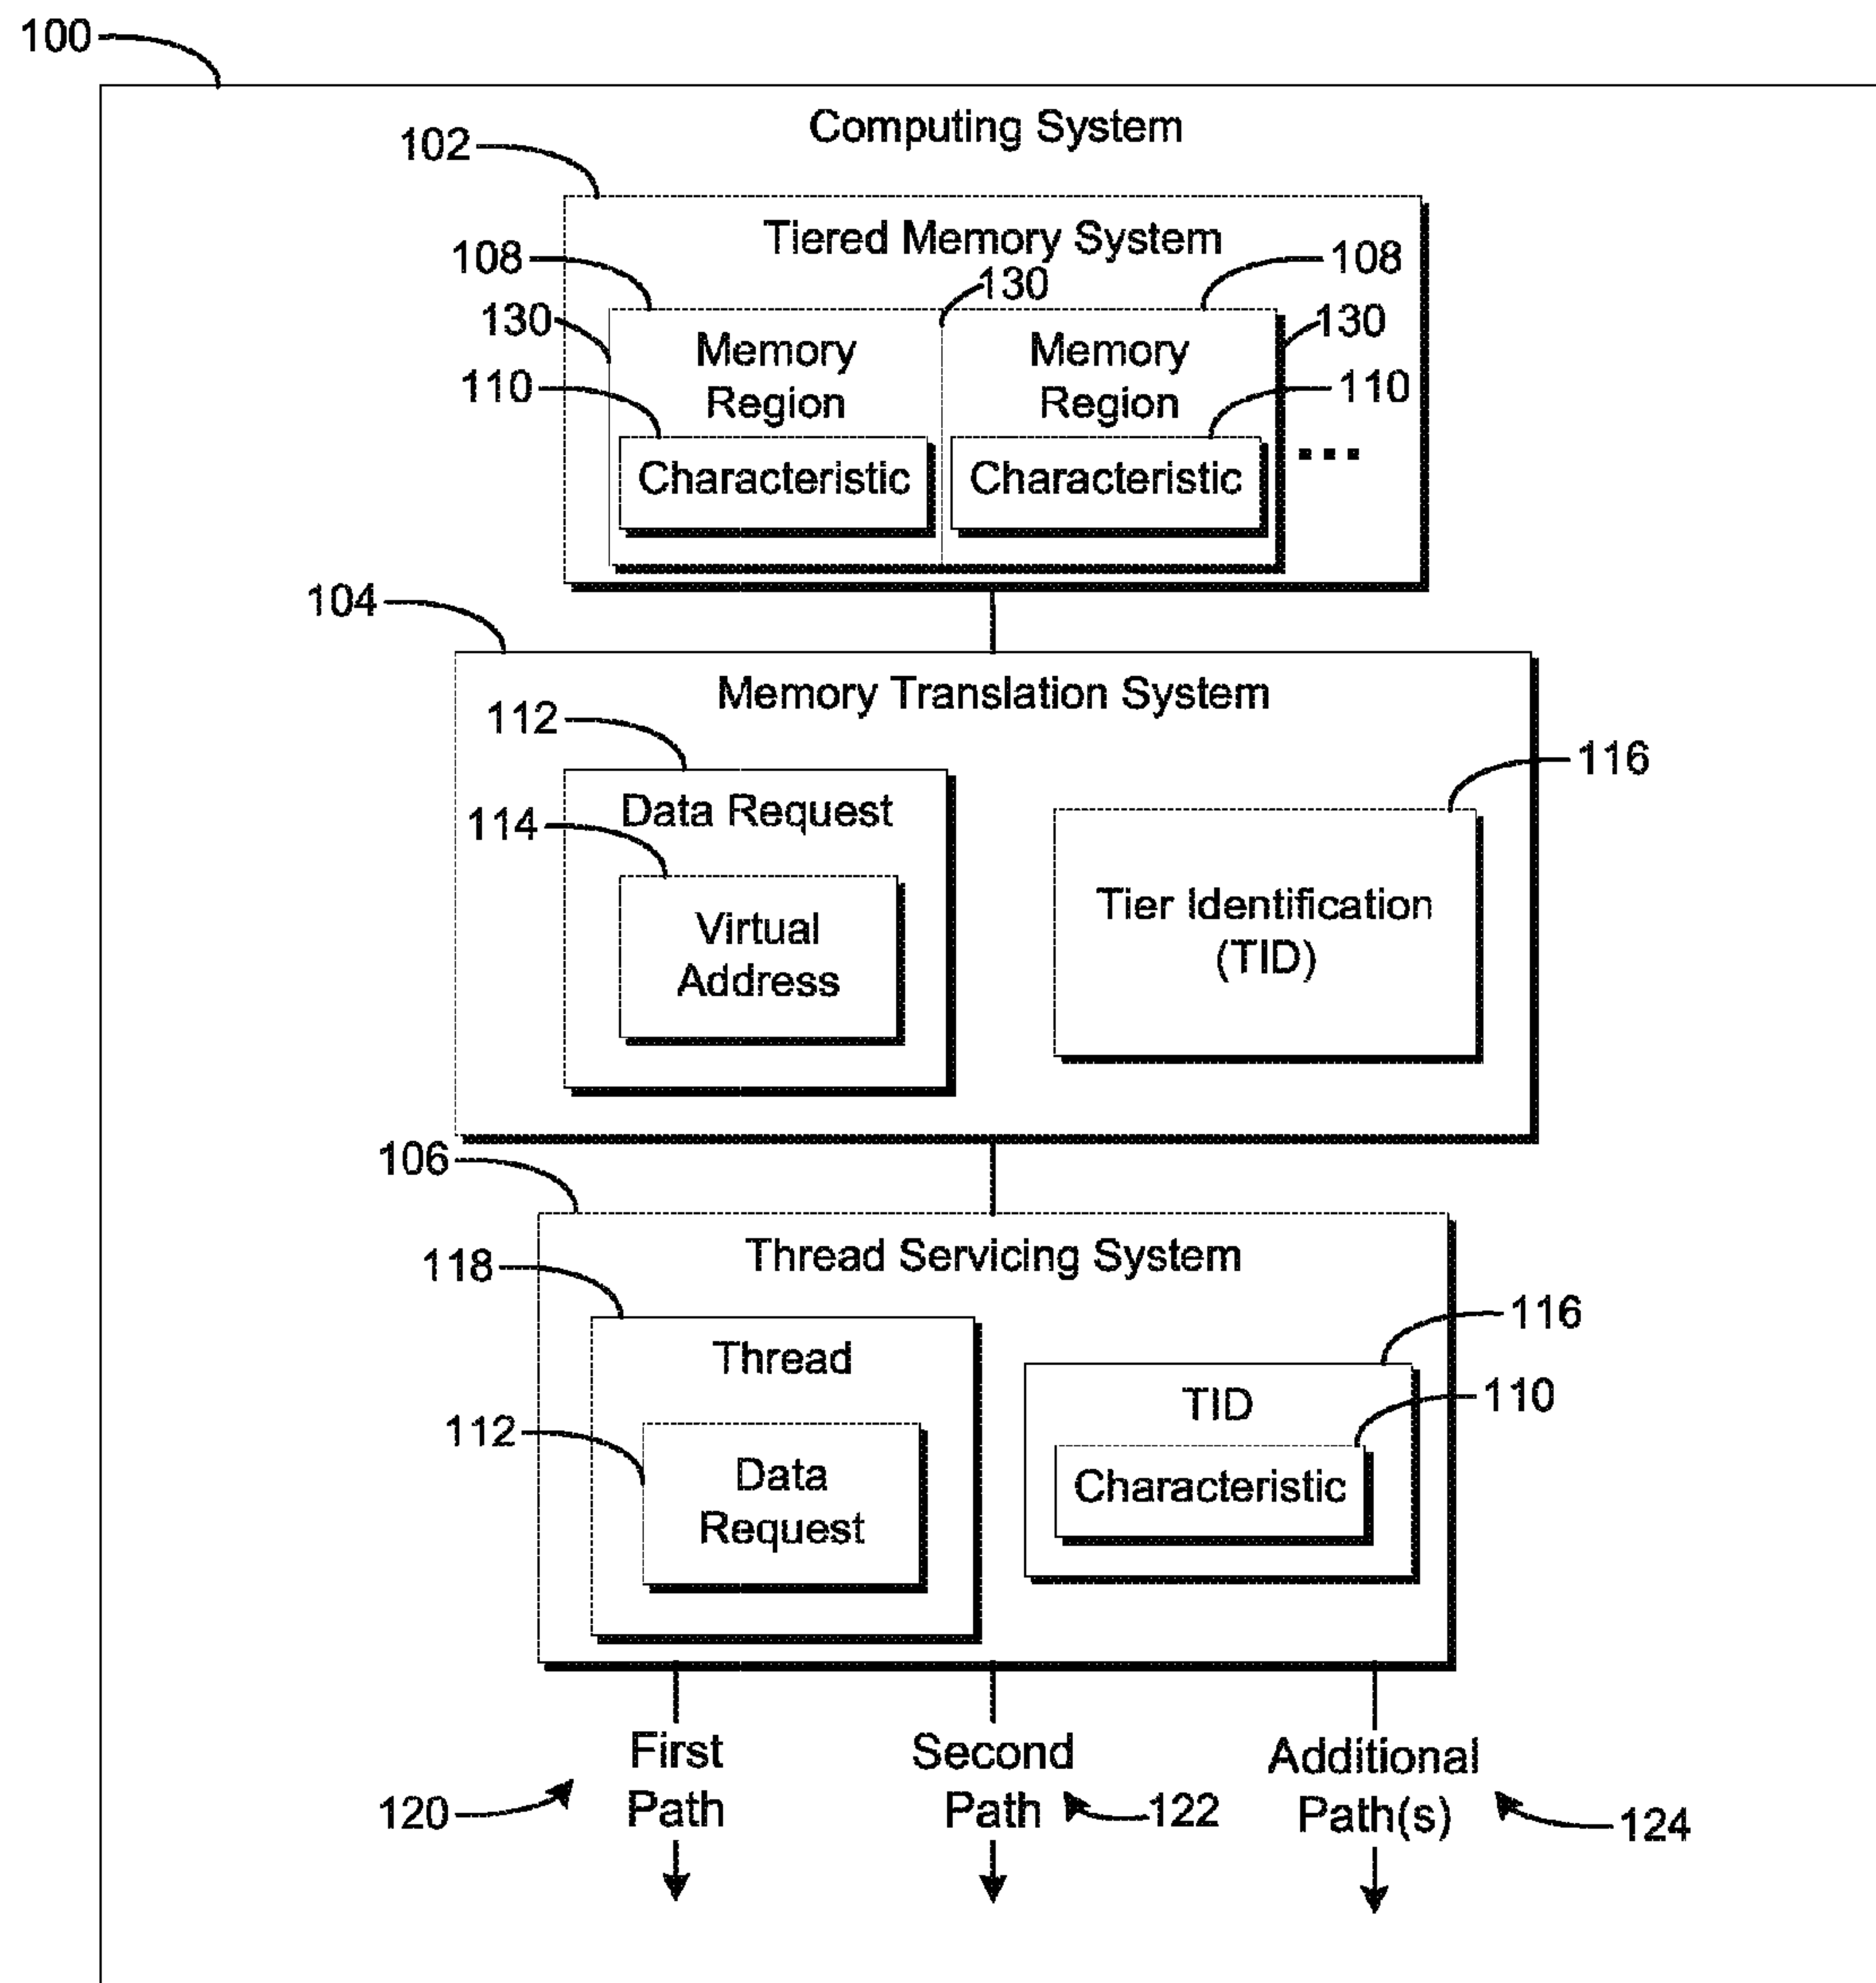 100
Computing System
102
Tiered Memory System
108
130
108
130
130
Memory
Region
Memory
Region
110
110
Characteristic
Characteristic
...
104
Memory Translation System
112
116
Data Request
114
Virtual
Address
Tier Identification
(TID)
106
Thread Servicing System
118
116
Thread
TID
110
112
Data
Request
Characteristic
First
Path
Second
Path
Additional
Path(s)
120
122
124